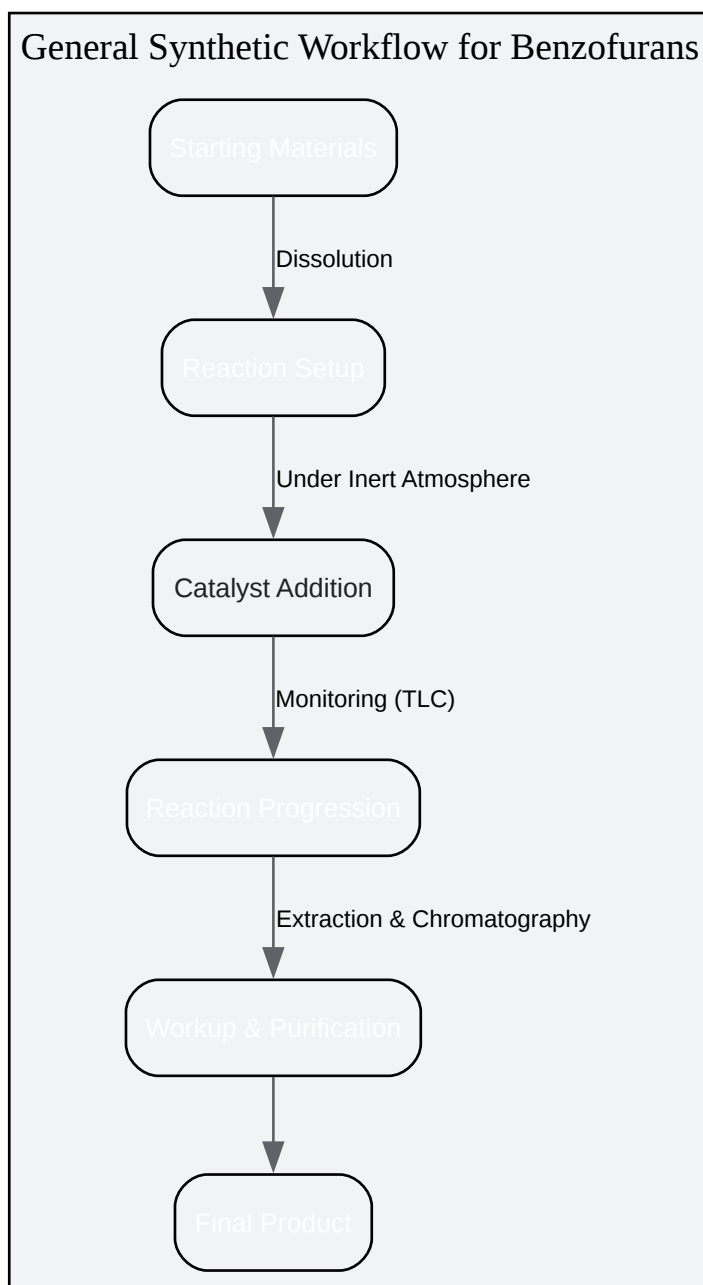 General Synthetic Workflow for Benzofurans
Starting Materials
Dissolution
Reaction Setup
Under Inert Atmosphere
Catalyst Addition
Monitoring (TLC)
Reaction Progression
Extraction & Chromatography
Workup & Purification
Final Product